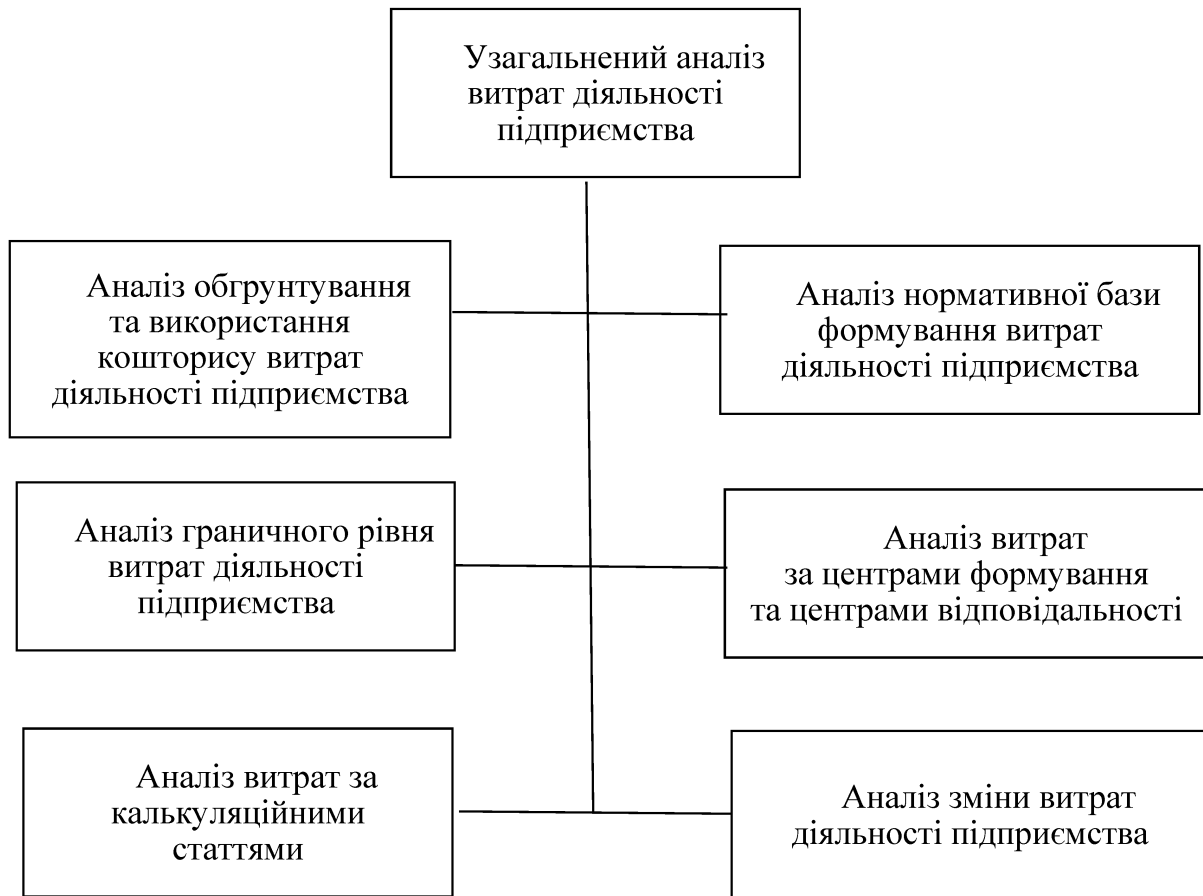 Узагальнений аналіз
витрат діяльності
підприємства
Аналіз обгрунтування
та використання
кошторису витрат
діяльності підприємства
Аналіз нормативної бази
формування витрат
діяльності підприємства
Аналіз граничного рівня
витрат діяльності
підприємства
Аналіз витрат
за центрами формування
та центрами відповідальності
Аналіз витрат за
калькуляційними
статтями
Аналіз зміни витрат
діяльності підприємства